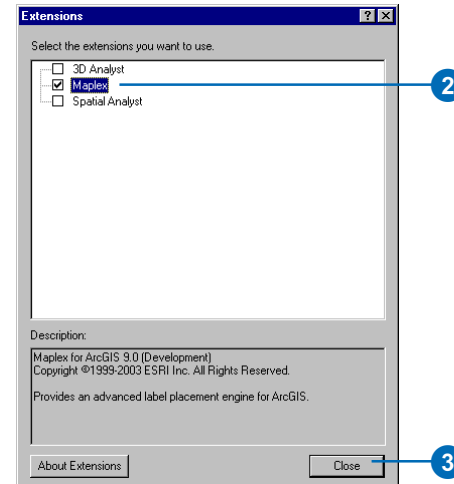 Extensions
Select the extensions you want to use.
3D Analyst
Maplex
2
Spatial Analyst
Description:
Maplex for ArcGIS 9.0 (Development)
Copyright ©1999-2003 ESRI Inc. All Rights Reserved.
Provides an advanced label placement engine for ArcGIS.
About Extensions
Close
3